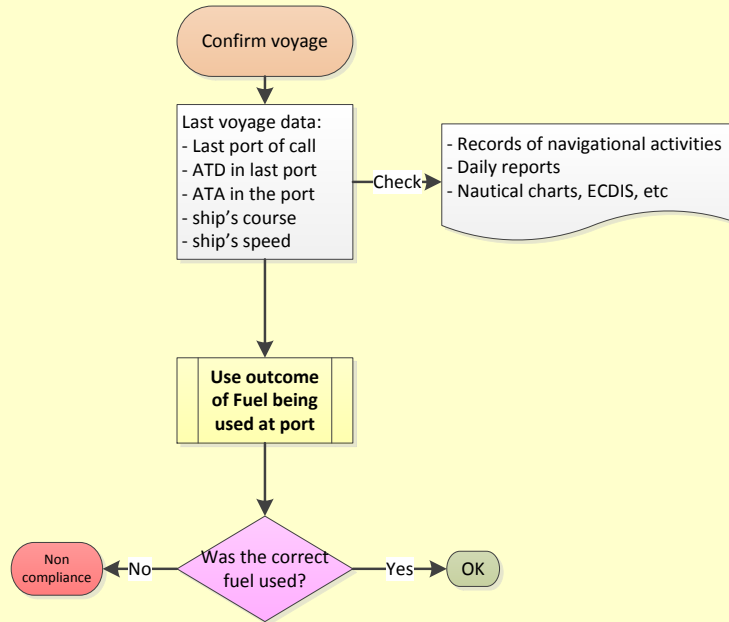 Confirm voyage
Last voyage data:
- Last port of call
- ATD in last port
- ATA in the port
- ship's course
- ship's speed
Check
- Records of navigational activities
- Daily reports
- Nautical charts, ECDIS, etc
Use outcome
of Fuel being
used at port
Was the correct
fuel used?
No
Non
compliance
Yes
OK